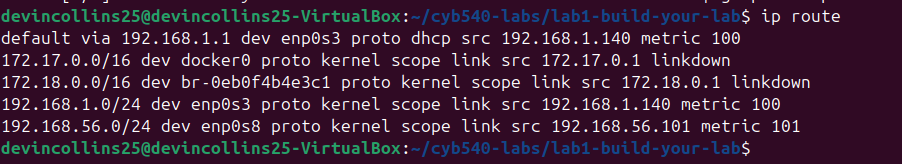 devincollins25@devincollins25-VirtualBox:~/cyb540-labs/lab1-build-your-lab$ ip route
default via 192.168.1.1 dev enp0s3 proto dhcp src 192.168.1.140 metric 100
172.17.0.0/16 dev docker0 proto kernel scope link src 172.17.0.1 linkdown
172.18.0.0/16 dev br-0eb0f4b4e3c1 proto kernel scope link src 172.18.0.1 linkdown
192.168.1.0/24 dev enp0s3 proto kernel scope link src 192.168.1.140 metric 100
192.168.56.0/24 dev enp0s8 proto kernel scope link src 192.168.56.101 metric 101
devincollins25@devincollins25-VirtualBox:~/cyb540-labs/lab1-build-your-lab$